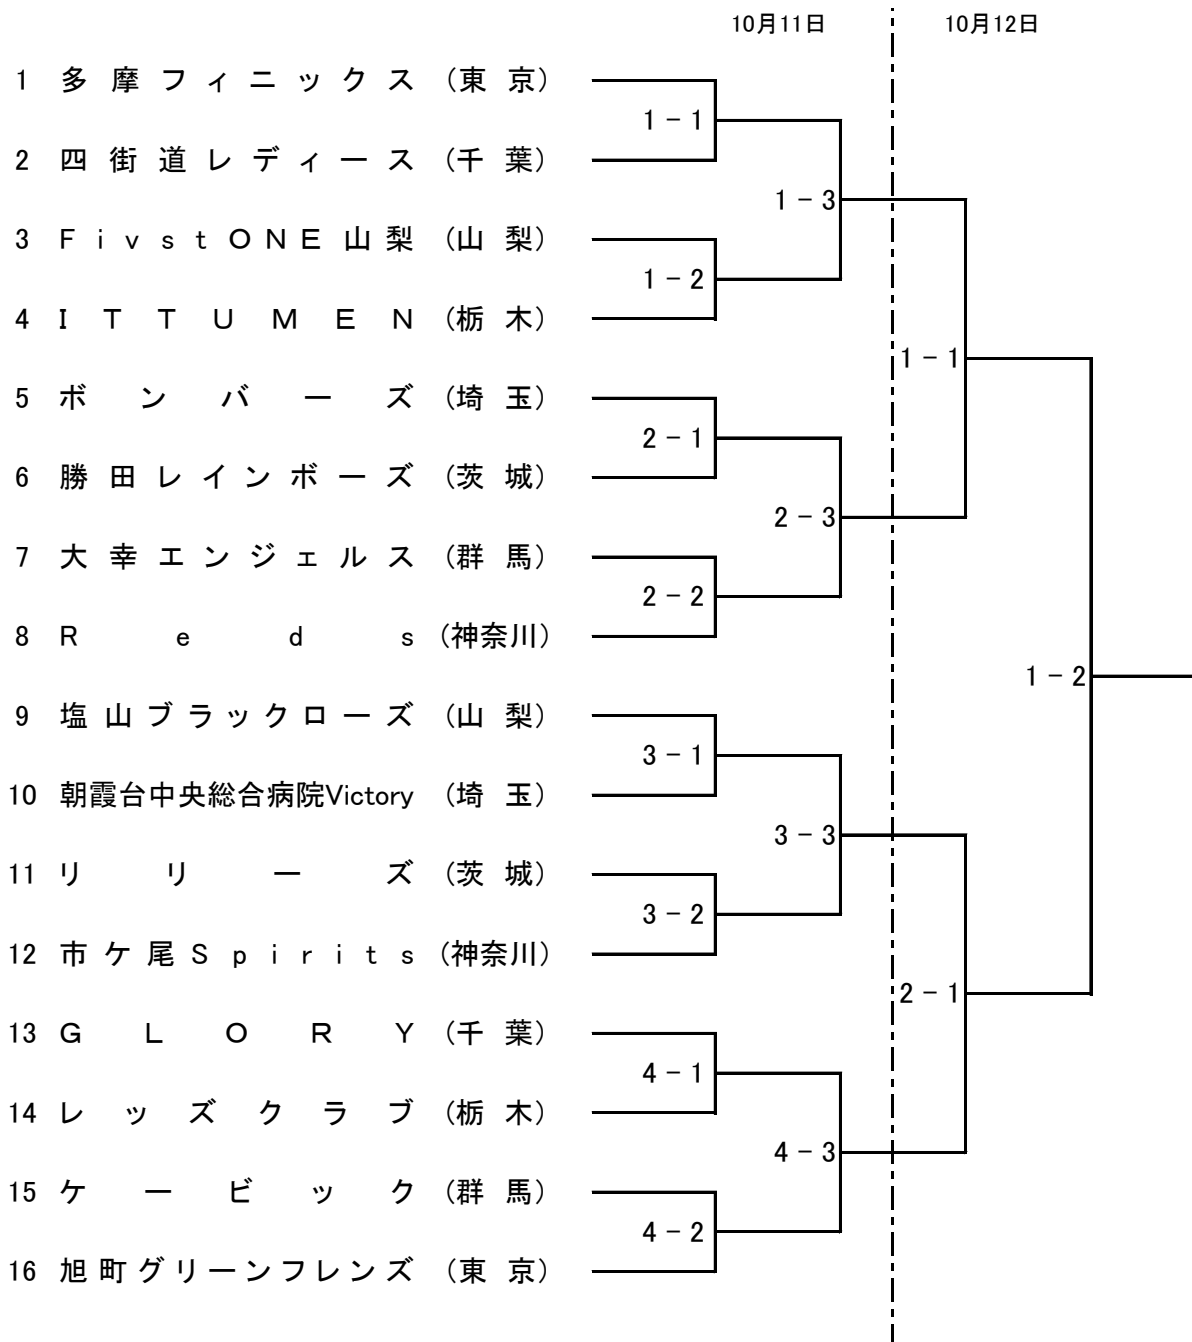 10月11日 10月12日
1 多摩フィニックス (東京)
1－1
2 四街道レディース (千葉)
1－3
3 FivstONE山梨 (山梨)
1－2
4 ITTUMEN (栃木)
1－1
5 ボンバーズ (埼玉)
2－1
6 勝田レインボーズ (茨城)
2－3
7 大幸エンジェルス (群馬)
2－2
8 Reds (神奈川)
1－2
9 塩山ブラックローズ (山梨)
3－1
10 朝霞台中央総合病院Victory (埼玉)
3－3
11 リリーズ (茨城)
3－2
12 市ケ尾Spirits (神奈川)
2－1
13 GLORY (千葉)
4－1
14 レッズクラブ (栃木)
4－3
15 ケービック (群馬)
4－2
16 旭町グリーンフレンズ (東京)